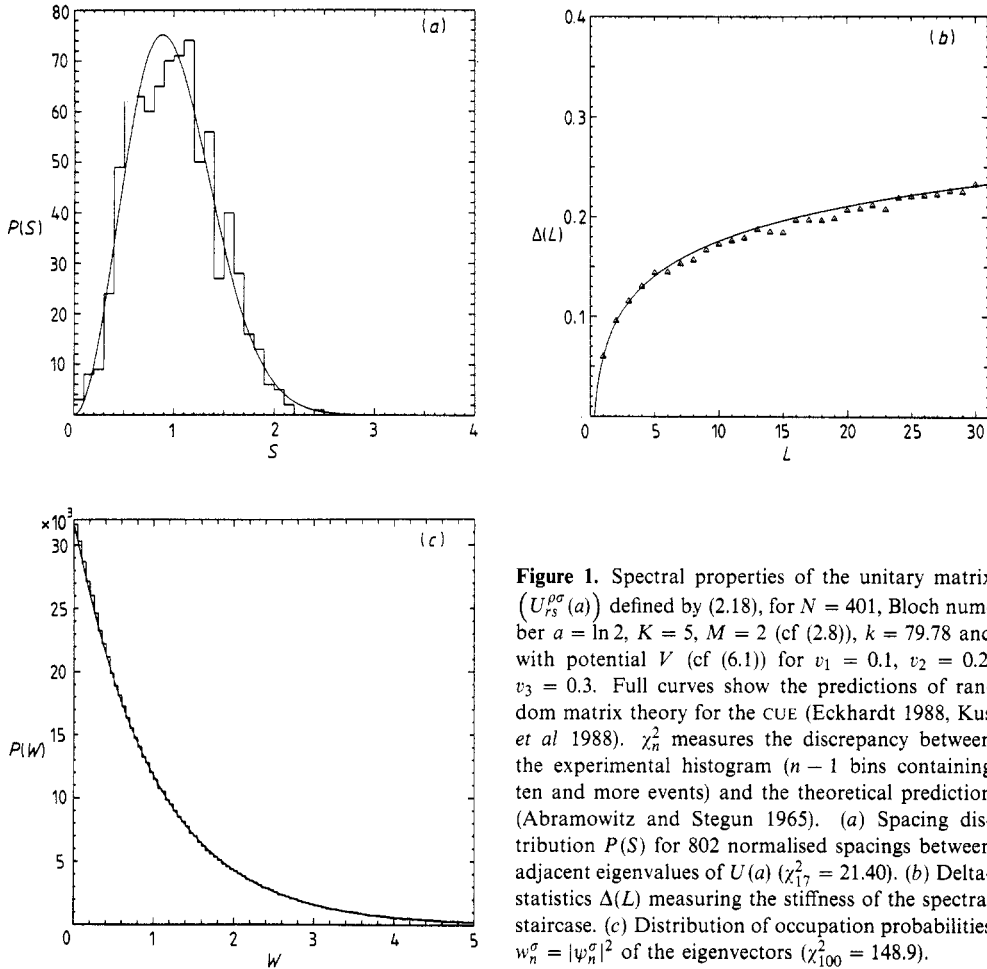 (a)
80
70
60
50
40
30
20
10
0
P(S)
0 1 2 3 4
S
(b)
0.4
0.3
0.2
0.1
Δ(L)
0 5 10 15 20 25 30
L
(c)
×10³
30
25
20
15
10
5
0
P(W)
0 1 2 3 4 5
W
Figure 1. Spectral properties of the unitary matrix
(U_{rs}^{ρσ}(a)) defined by (2.18), for N = 401, Bloch num-
ber a = ln 2, K = 5, M = 2 (cf (2.8)), k = 79.78 and
with potential V (cf (6.1)) for v₁ = 0.1, v₂ = 0.2
v₃ = 0.3. Full curves show the predictions of ran-
dom matrix theory for the CUE (Eckhardt 1988, Kus
et al 1988). χ²ₙ measures the discrepancy between
the experimental histogram (n − 1 bins containing
ten and more events) and the theoretical prediction
(Abramowitz and Stegun 1965). (a) Spacing dis-
tribution P(S) for 802 normalised spacings between
adjacent eigenvalues of U(a) (χ²₁₇ = 21.40). (b) Delta-
statistics Δ(L) measuring the stiffness of the spectra
staircase. (c) Distribution of occupation probabilities
wₙ^σ = |ψₙ^σ|² of the eigenvectors (χ²₁₀₀ = 148.9).